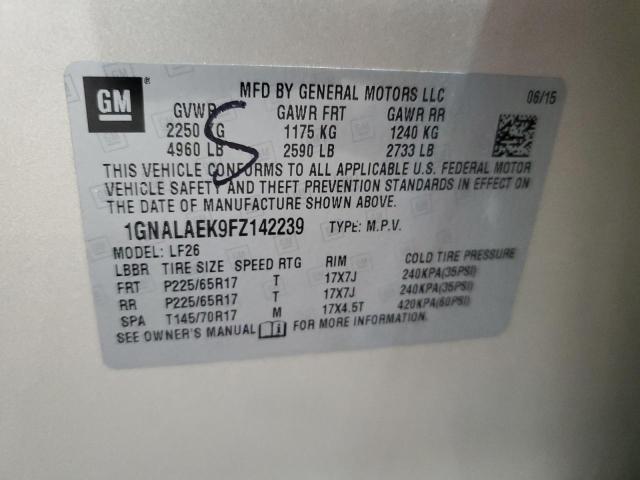 GM ® MFD BY GENERAL MOTORS LLC 06/15
GVWR GAWR FRT GAWR RR
2250 KG 1175 KG 1240 KG
4960 LB 2590 LB 2733 LB
THIS VEHICLE CONFORMS TO ALL APPLICABLE U.S. FEDERAL MOTOR
VEHICLE SAFETY AND THEFT PREVENTION STANDARDS IN EFFECT ON
THE DATE OF MANUFACTURE SHOWN ABOVE.
1GNALAEK9FZ142239 TYPE: M.P.V.
MODEL: LF26
LBBR TIRE SIZE SPEED RTG RIM COLD TIRE PRESSURE
FRT P225/65R17 T 17X7J 240KPA(35PSI)
RR P225/65R17 T 17X7J 240KPA(35PSI)
SPA T145/70R17 M 17X4.5T 420KPA(60PSI)
SEE OWNER'S MANUAL FOR MORE INFORMATION.